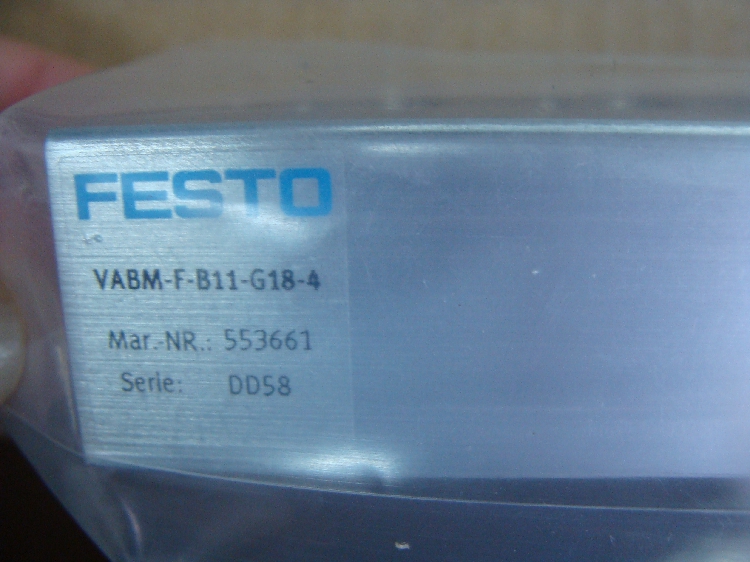 FESTO
VABM-F-B11-G18-4
Mar.-NR.: 553661
Serie: DD58